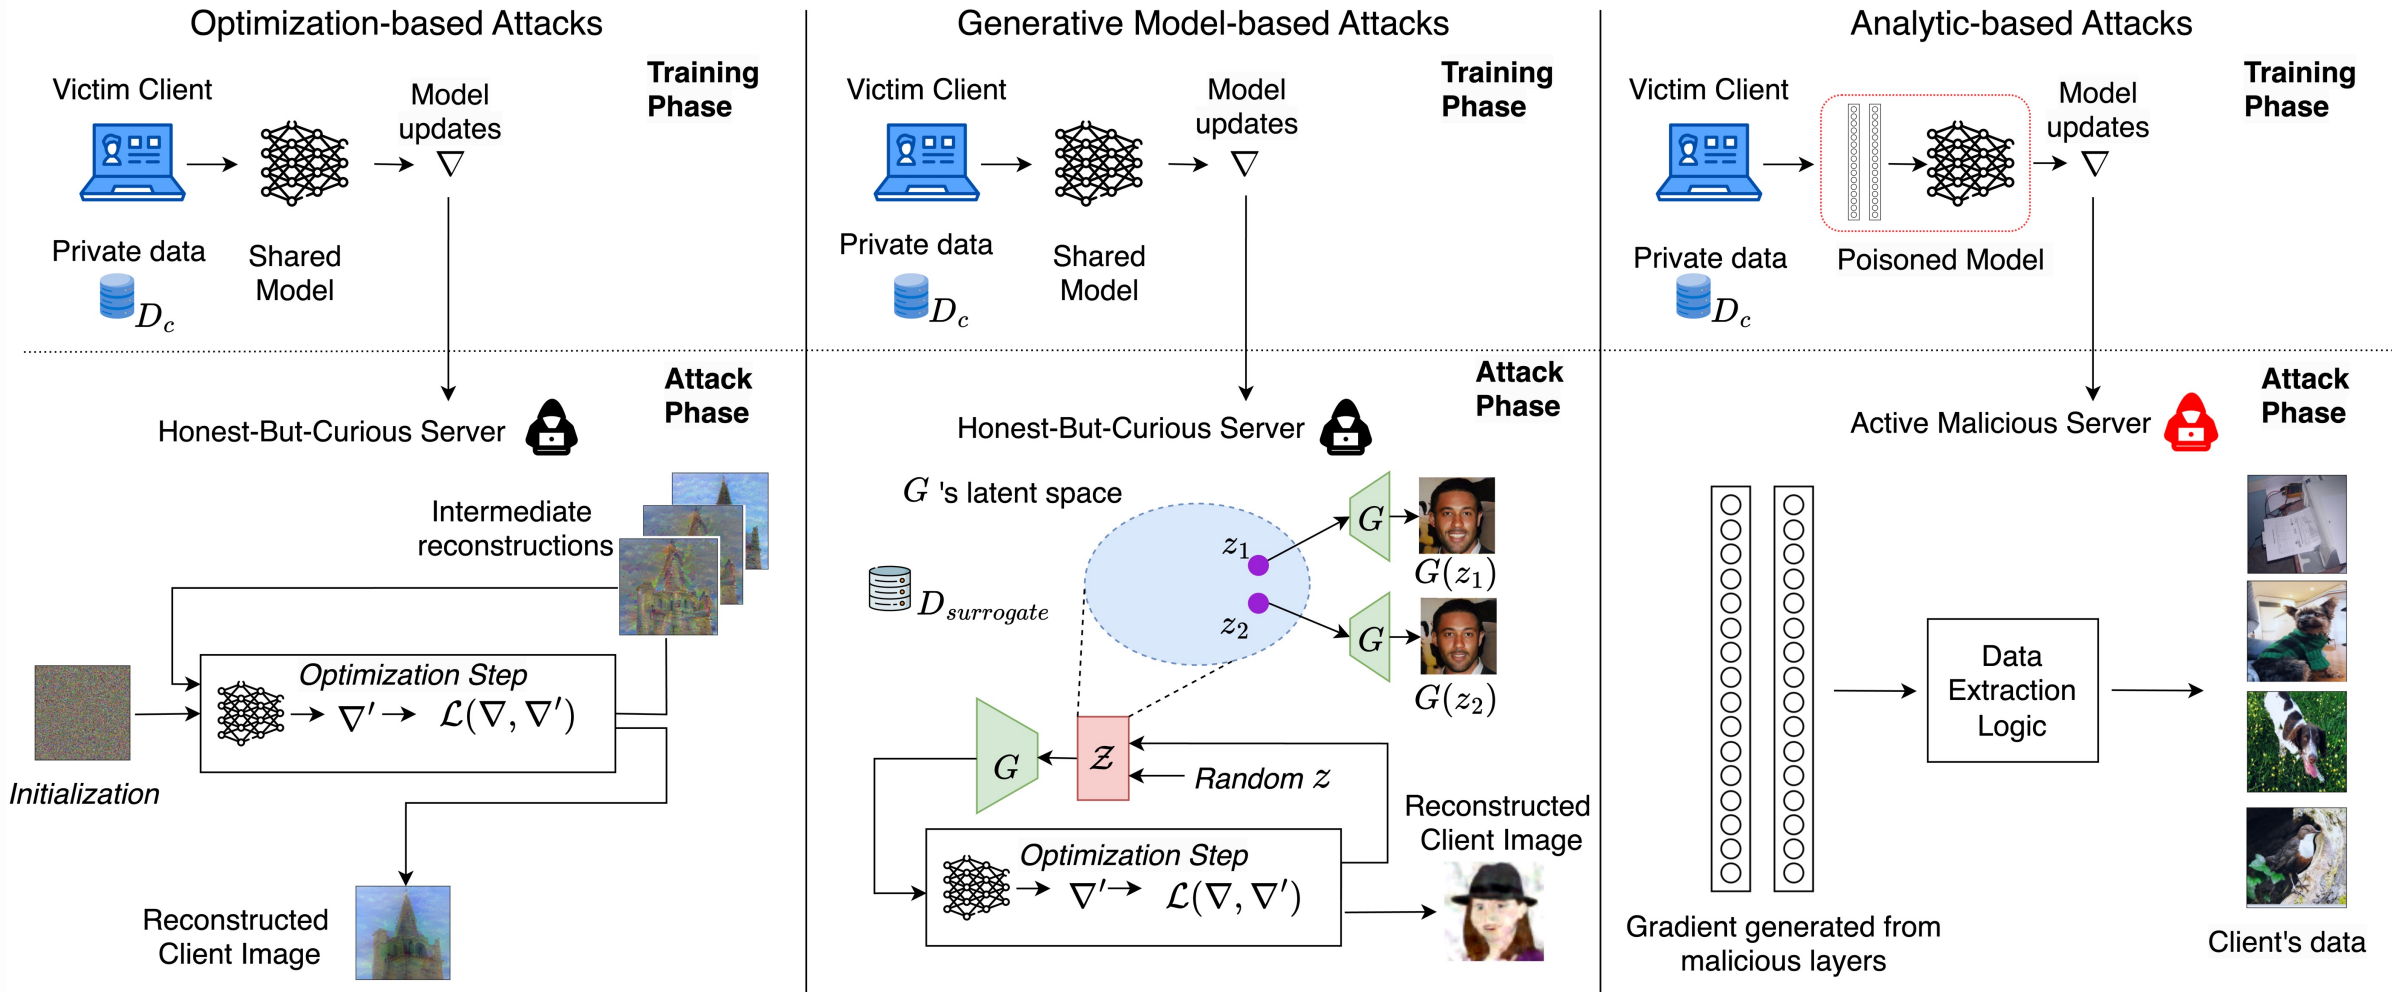 Optimization-based Attacks
Training
Phase
Victim Client
Model
updates
∇
Private data
D_c
Shared
Model
Attack
Phase
Honest-But-Curious Server
Intermediate
reconstructions
Optimization Step
∇′
ℒ(∇, ∇′)
Initialization
Reconstructed
Client Image
Generative Model-based Attacks
Training
Phase
Victim Client
Model
updates
∇
Private data
D_c
Shared
Model
Attack
Phase
Honest-But-Curious Server
G 's latent space
D_surrogate
z_1
z_2
G
G(z_1)
G
G(z_2)
G
𝒵
Random z
Optimization Step
∇′
ℒ(∇, ∇′)
Reconstructed
Client Image
Analytic-based Attacks
Training
Phase
Victim Client
Model
updates
∇
Private data
D_c
Poisoned Model
Attack
Phase
Active Malicious Server
Data
Extraction
Logic
Gradient generated from
malicious layers
Client's data